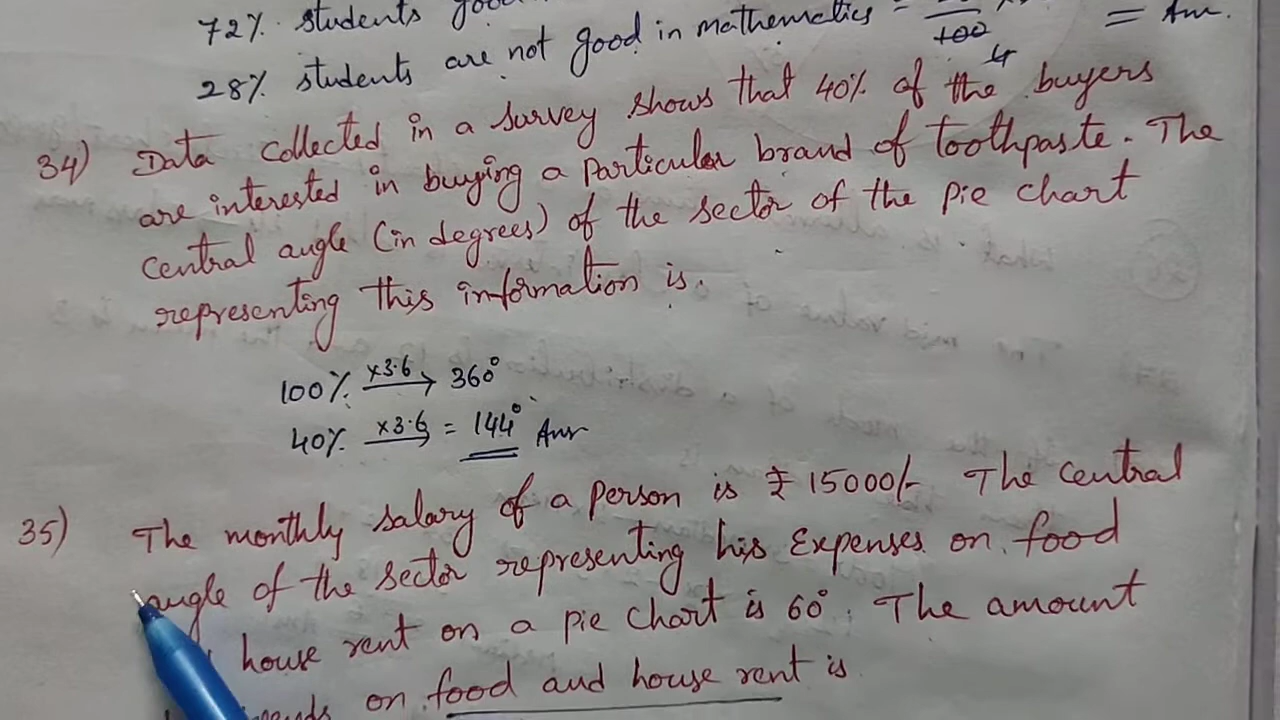 72% students
28% students are not good in mathematics = /100 = Ans.
4
34) Data collected in a survey shows that 40% of the buyers
are interested in buying a particular brand of toothpaste. The
central angle (in degrees) of the sector of the pie chart
representing this information is.
100% ×3.6→ 360°
40% ×3.6→ = 144° Ans
35) The monthly salary of a person is ₹ 15000/- The central
angle of the sector representing his expenses on food
house rent on a pie chart is 60°. The amount
on food and house rent is